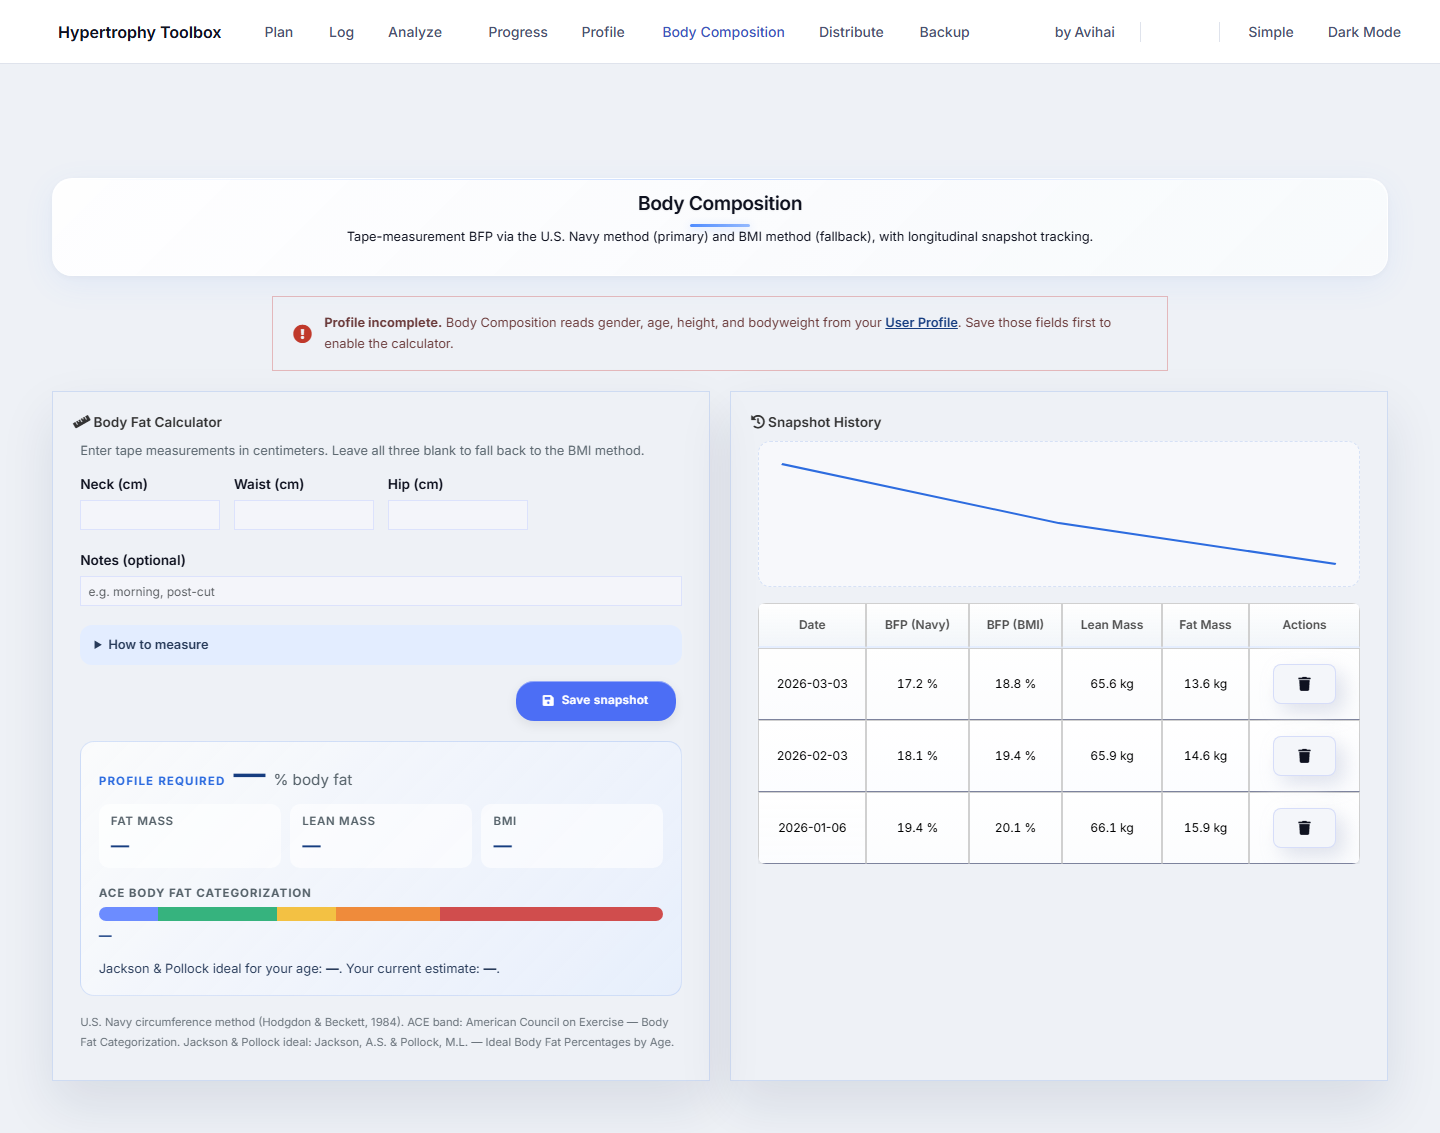 Hypertrophy Toolbox Plan Log Analyze Progress Profile Body Composition Distribute Backup by Avihai Simple Dark Mode
Body Composition
Tape-measurement BFP via the U.S. Navy method (primary) and BMI method (fallback), with longitudinal snapshot tracking.
Profile incomplete. Body Composition reads gender, age, height, and bodyweight from your User Profile. Save those fields first to
enable the calculator.
Body Fat Calculator
Enter tape measurements in centimeters. Leave all three blank to fall back to the BMI method.
Neck (cm) Waist (cm) Hip (cm)
Notes (optional)
e.g. morning, post-cut
How to measure
Save snapshot
PROFILE REQUIRED — % body fat
FAT MASS LEAN MASS BMI
— — —
ACE BODY FAT CATEGORIZATION
—
Jackson & Pollock ideal for your age: —. Your current estimate: —.
U.S. Navy circumference method (Hodgdon & Beckett, 1984). ACE band: American Council on Exercise — Body
Fat Categorization. Jackson & Pollock ideal: Jackson, A.S. & Pollock, M.L. — Ideal Body Fat Percentages by Age.
Snapshot History
Date BFP (Navy) BFP (BMI) Lean Mass Fat Mass Actions
2026-03-03 17.2 % 18.8 % 65.6 kg 13.6 kg
2026-02-03 18.1 % 19.4 % 65.9 kg 14.6 kg
2026-01-06 19.4 % 20.1 % 66.1 kg 15.9 kg